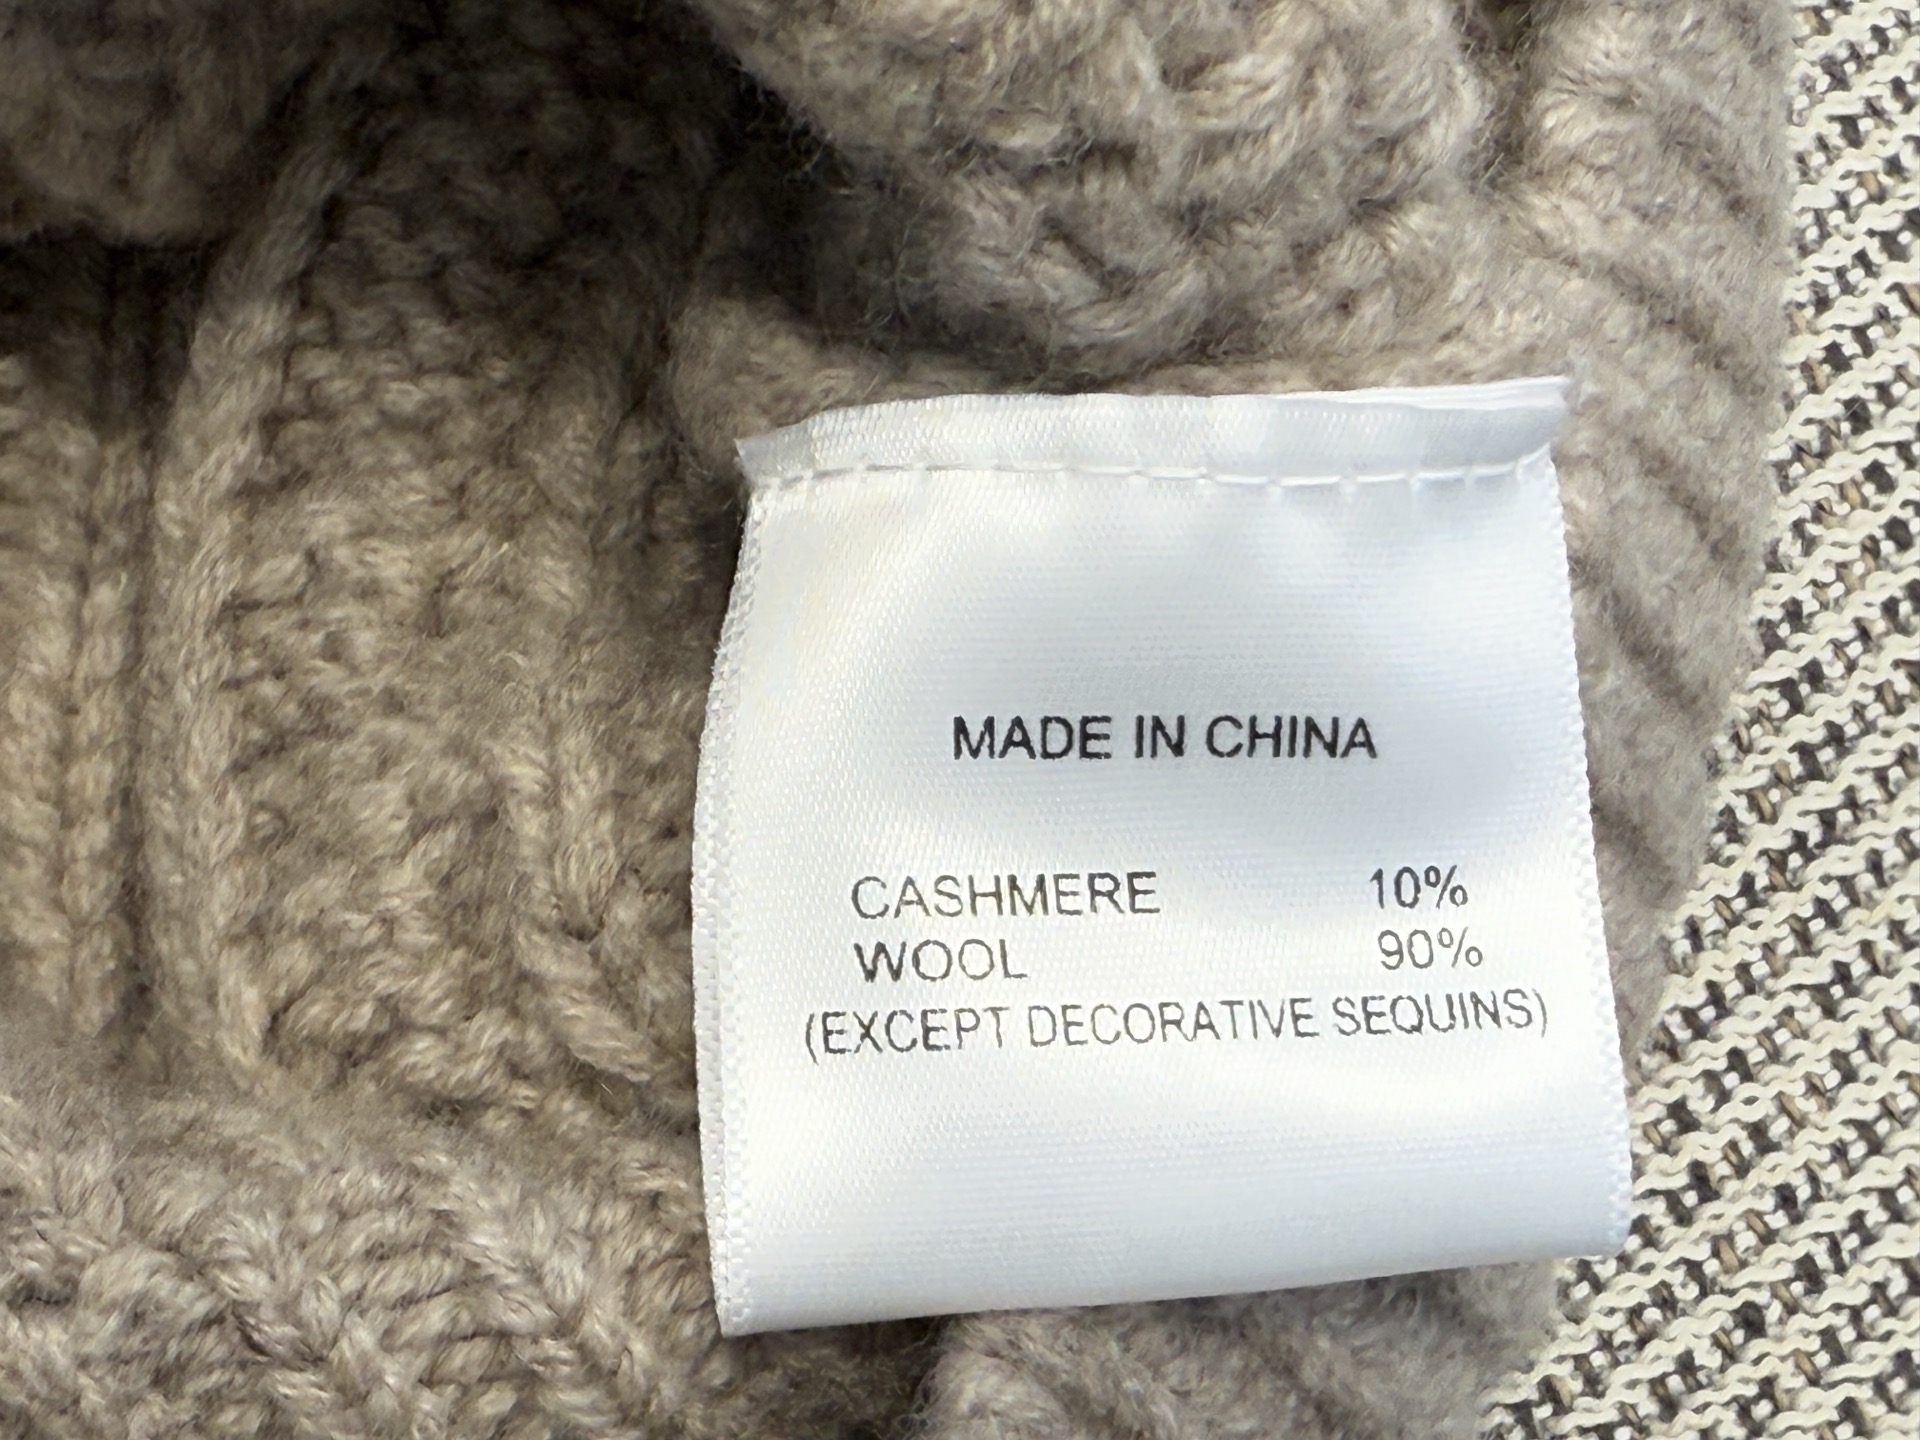 MADE IN CHINA
CASHMERE 10%
WOOL 90%
(EXCEPT DECORATIVE SEQUINS)